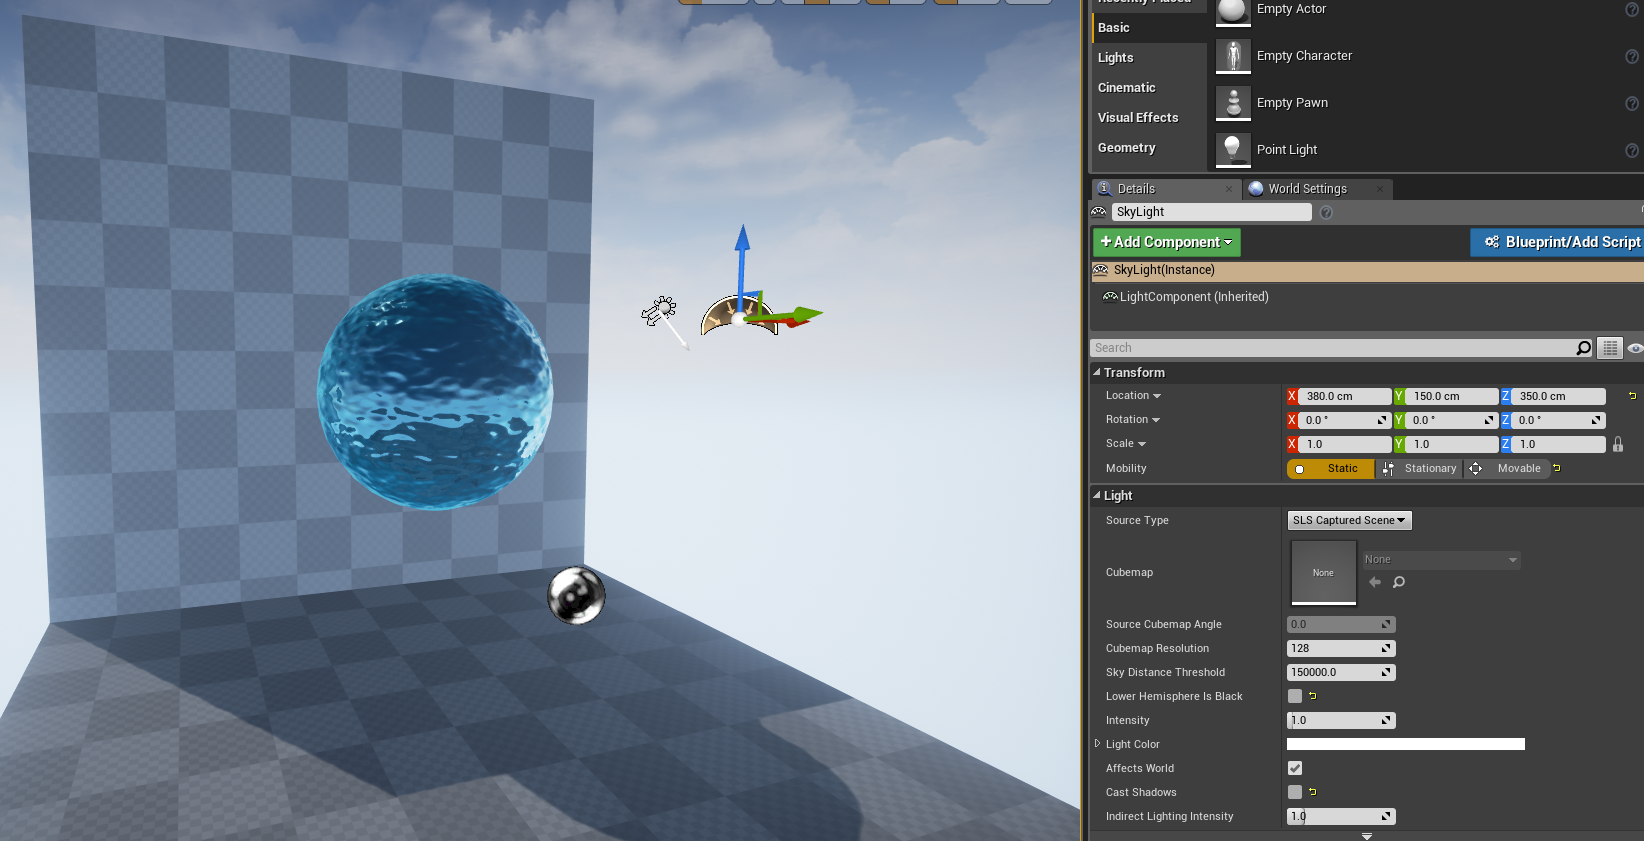 Recently Placed
Basic
Lights
Cinematic
Visual Effects
Geometry
Empty Actor
Empty Character
Empty Pawn
Point Light
Details
World Settings
SkyLight
+Add Component
Blueprint/Add Script
SkyLight(Instance)
LightComponent (Inherited)
Search
Transform
Location X 380.0 cm Y 150.0 cm Z 350.0 cm
Rotation X 0.0 ° Y 0.0 ° Z 0.0 °
Scale X 1.0 Y 1.0 Z 1.0
Mobility Static Stationary Movable
Light
Source Type SLS Captured Scene
Cubemap None None
Source Cubemap Angle 0.0
Cubemap Resolution 128
Sky Distance Threshold 150000.0
Lower Hemisphere Is Black
Intensity 1.0
Light Color
Affects World
Cast Shadows
Indirect Lighting Intensity 1.0